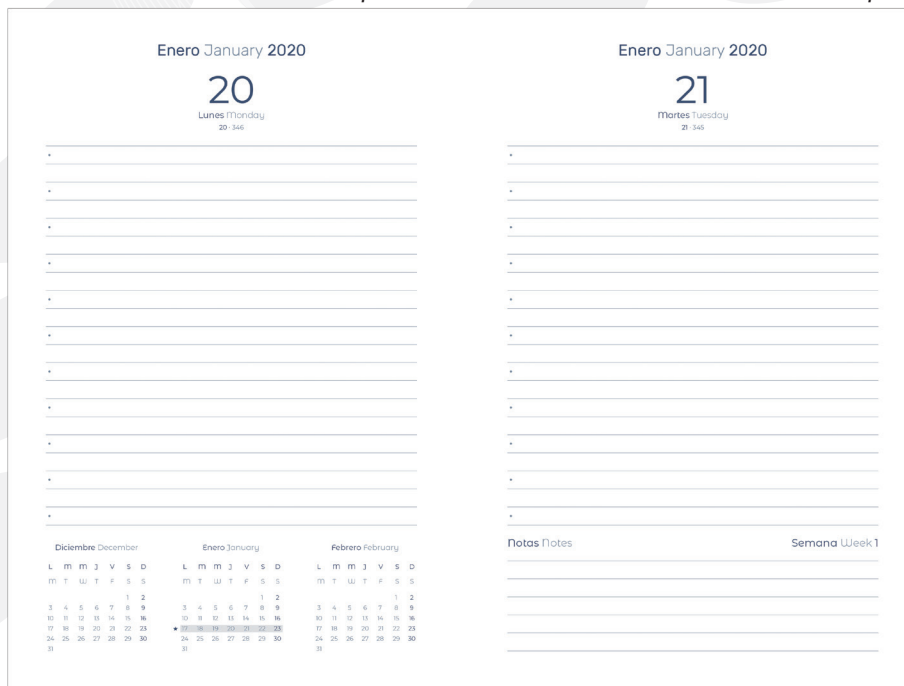 Enero January 2020
20
Lunes Monday
20 · 346
Diciembre December
L M M J V S D
M T W T F S S
1 2
3 4 5 6 7 8 9
10 11 12 13 14 15 16
17 18 19 20 21 22 23
24 25 26 27 28 29 30
31
Enero January
L M M J V S D
M T W T F S S
1 2
3 4 5 6 7 8 9
10 11 12 13 14 15 16
★ 17 18 19 20 21 22 23
24 25 26 27 28 29 30
31
Febrero February
L M M J V S D
M T W T F S S
1 2
3 4 5 6 7 8 9
10 11 12 13 14 15 16
17 18 19 20 21 22 23
24 25 26 27 28 29 30
31
Enero January 2020
21
Martes Tuesday
21 · 345
Notas Notes
Semana Week 1